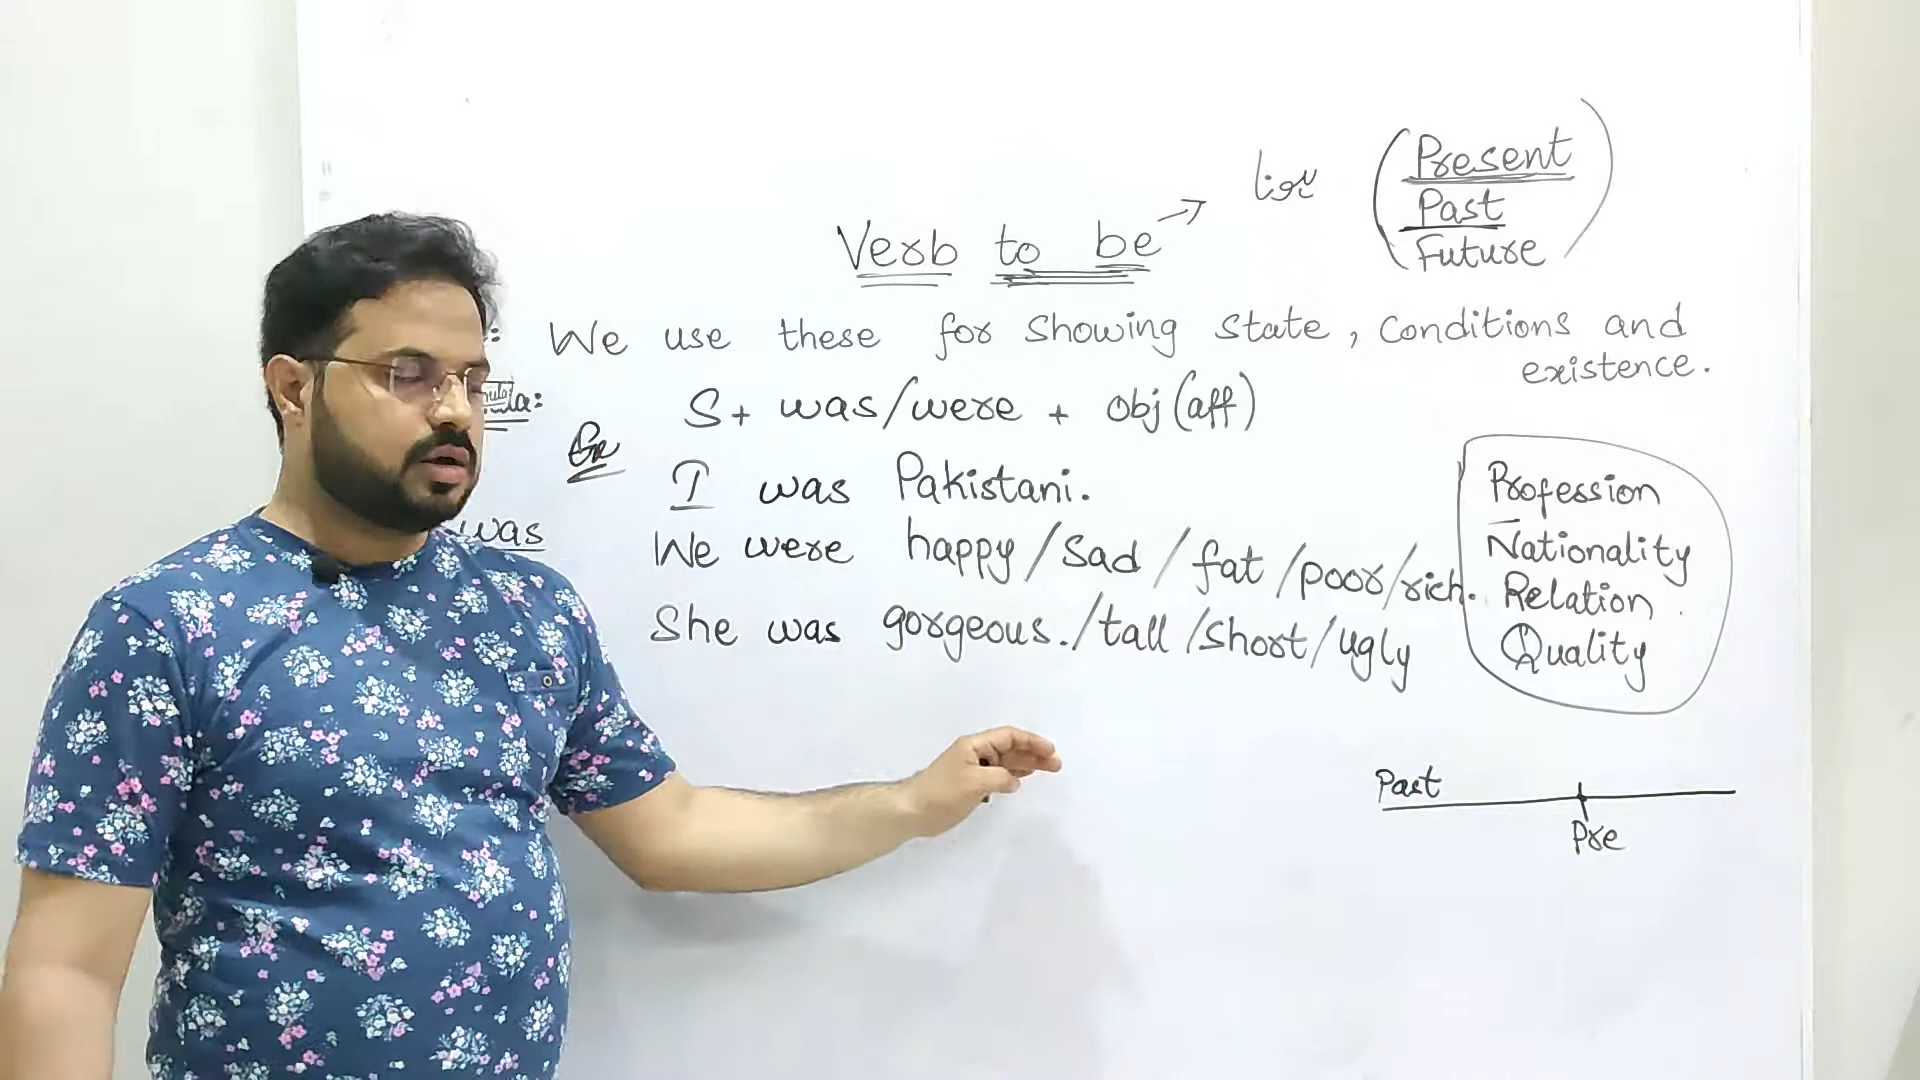 Present
Past
Future
Verb to be → ہونا
: We use these for showing state, conditions and
existence.
S + was/were + obj (aff)
I was Pakistani.
was
We were happy / Sad / fat / poor / rich.
She was gorgeous. / tall / short / ugly
Profession
Nationality
Relation
Quality
Past
Pre